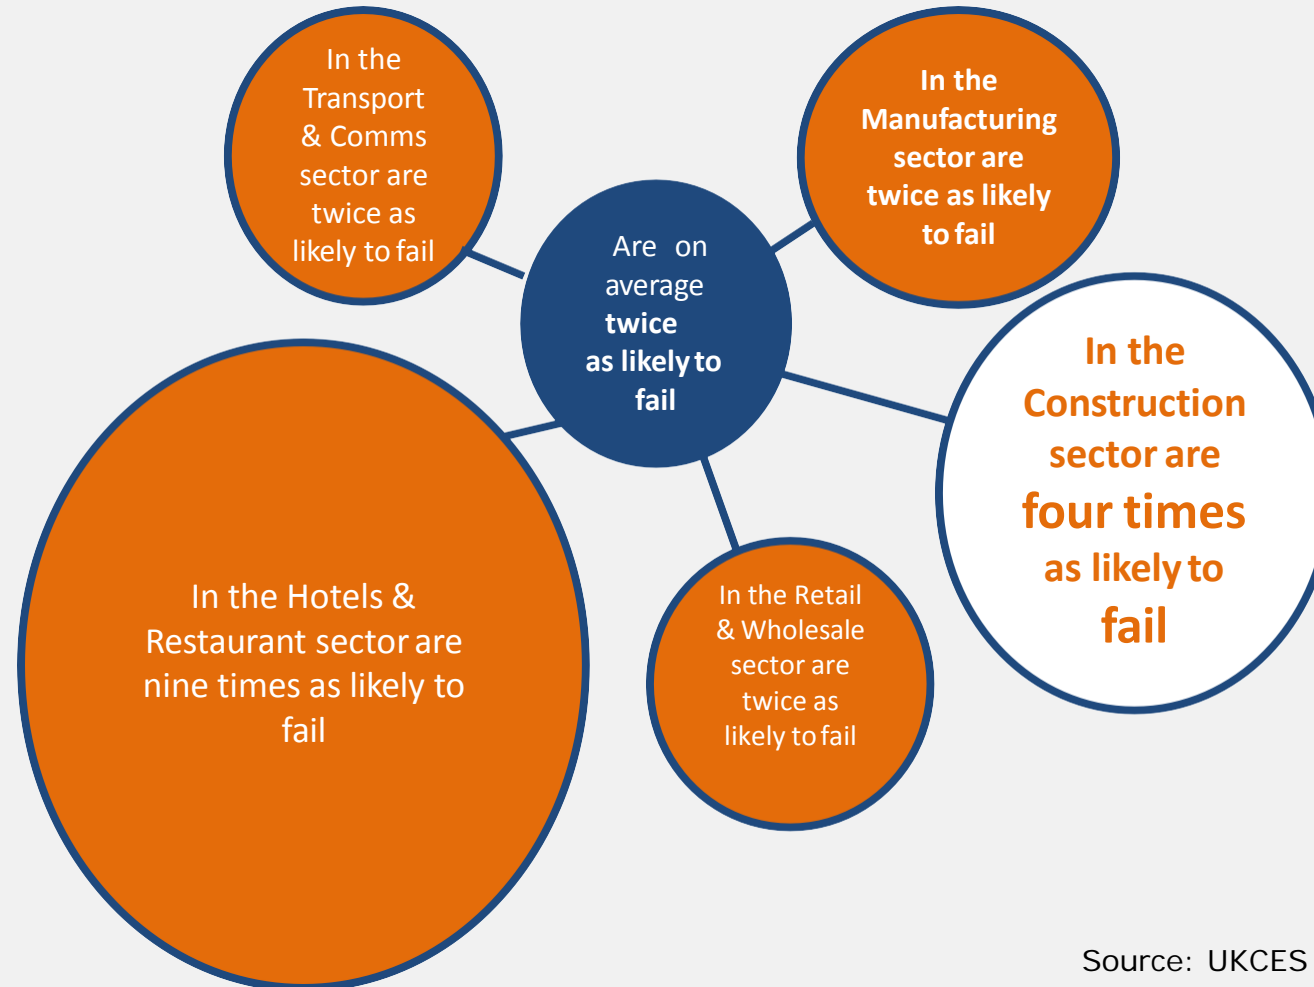 In the
Transport
& Comms
sector are
twice as
likely to fail
In the
Manufacturing
sector are
twice as likely
to fail
Are on
average
twice
as likely to
fail
In the
Construction
sector are
four times
as likely to
fail
In the Hotels &
Restaurant sector are
nine times as likely to
fail
In the Retail
& Wholesale
sector are
twice as
likely to fail
Source: UKCES